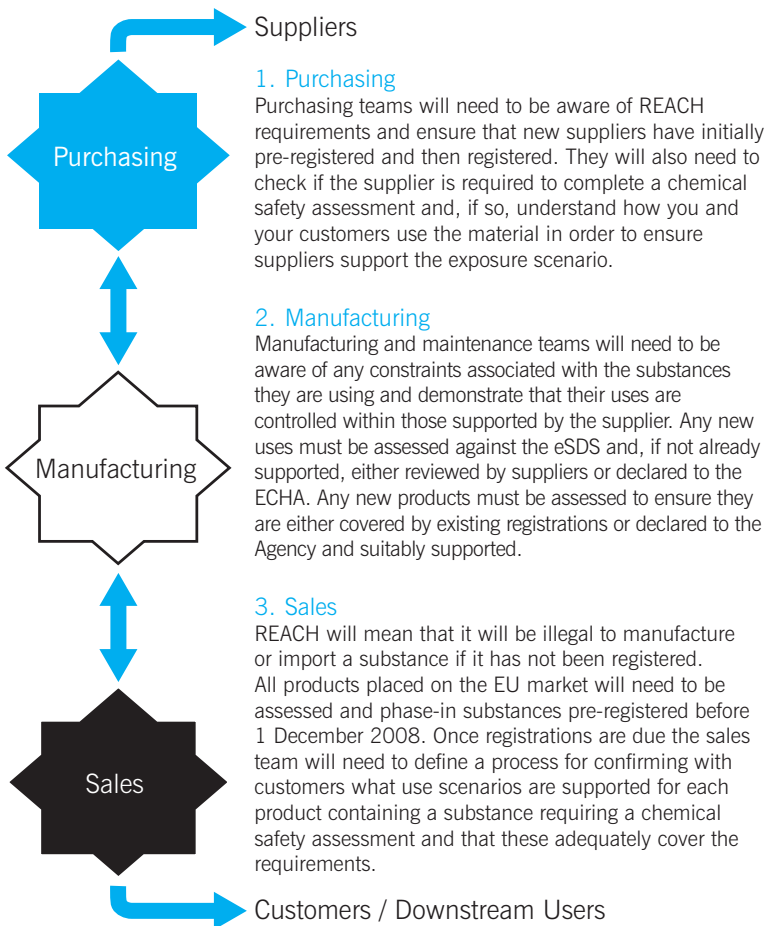 Suppliers
Purchasing
1. Purchasing
Purchasing teams will need to be aware of REACH
requirements and ensure that new suppliers have initially
pre-registered and then registered. They will also need to
check if the supplier is required to complete a chemical
safety assessment and, if so, understand how you and
your customers use the material in order to ensure
suppliers support the exposure scenario.
Manufacturing
2. Manufacturing
Manufacturing and maintenance teams will need to be
aware of any constraints associated with the substances
they are using and demonstrate that their uses are
controlled within those supported by the supplier. Any new
uses must be assessed against the eSDS and, if not already
supported, either reviewed by suppliers or declared to the
ECHA. Any new products must be assessed to ensure they
are either covered by existing registrations or declared to the
Agency and suitably supported.
Sales
3. Sales
REACH will mean that it will be illegal to manufacture
or import a substance if it has not been registered.
All products placed on the EU market will need to be
assessed and phase-in substances pre-registered before
1 December 2008. Once registrations are due the sales
team will need to define a process for confirming with
customers what use scenarios are supported for each
product containing a substance requiring a chemical
safety assessment and that these adequately cover the
requirements.
Customers / Downstream Users